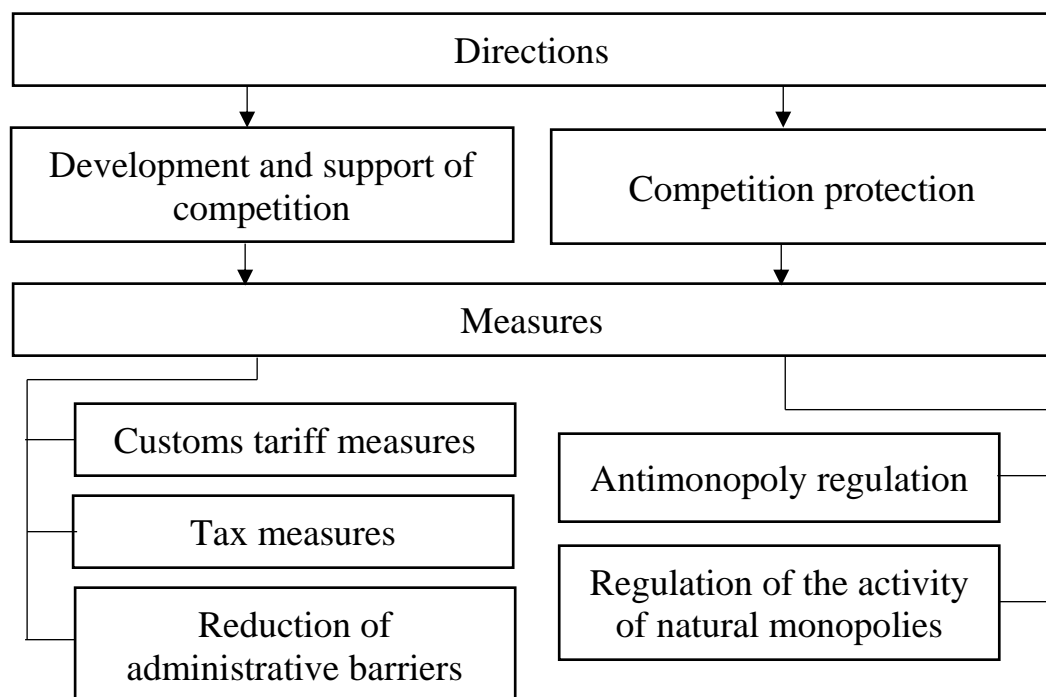 Directions
Development and support of
competition
Competition protection
Measures
Customs tariff measures
Tax measures
Reduction of
administrative barriers
Antimonopoly regulation
Regulation of the activity
of natural monopolies